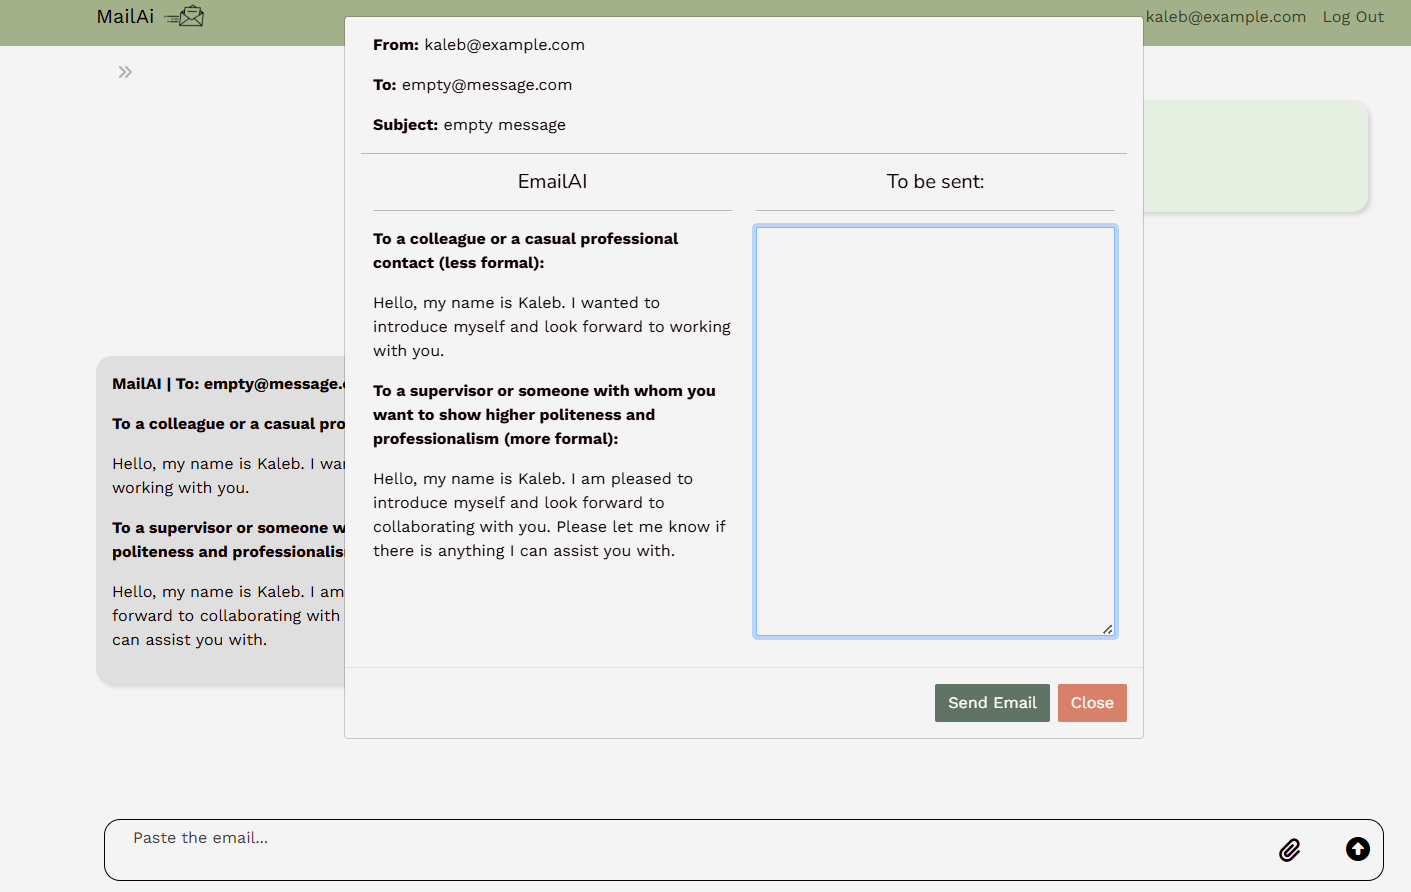 MailAi
kaleb@example.com Log Out
From: kaleb@example.com
To: empty@message.com
Subject: empty message
EmailAI
To a colleague or a casual professional
contact (less formal):
Hello, my name is Kaleb. I wanted to
introduce myself and look forward to working
with you.
To a supervisor or someone with whom you
want to show higher politeness and
professionalism (more formal):
Hello, my name is Kaleb. I am pleased to
introduce myself and look forward to
collaborating with you. Please let me know if
there is anything I can assist you with.
To be sent:
Send Email
Close
MailAI | To: empty@message.
To a colleague or a casual pro
Hello, my name is Kaleb. I wa
working with you.
To a supervisor or someone w
politeness and professionalis
Hello, my name is Kaleb. I am
forward to collaborating with
can assist you with.
Paste the email...